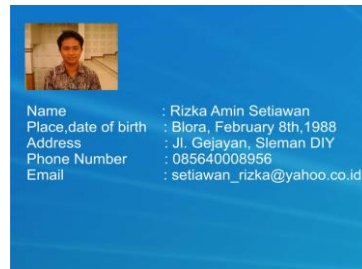 Name : Rizka Amin Setiawan
Place,date of birth : Blora, February 8th,1988
Address : Jl. Gejayan, Sleman DIY
Phone Number : 085640008956
Email : setiawan_rizka@yahoo.co.id